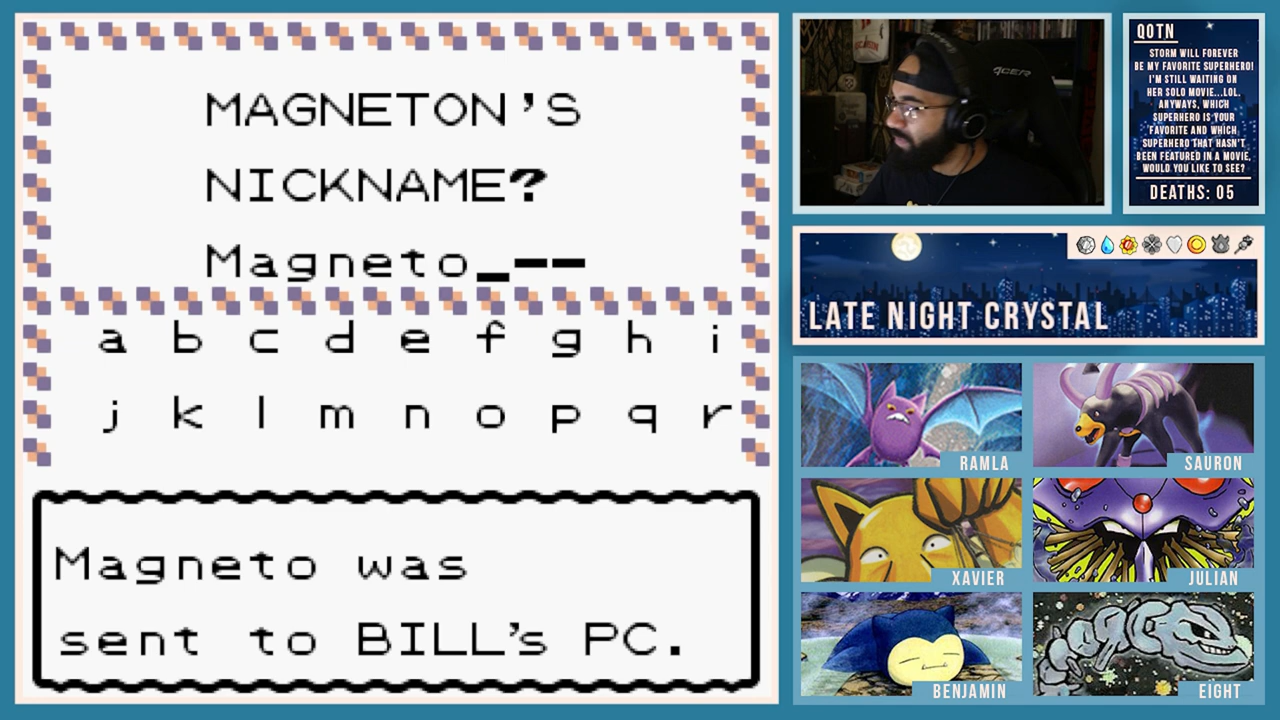 MAGNETON'S
NICKNAME?
Magneto
a b c d e f g h i
j k l m n o p q r
Magneto was
sent to BILL's PC.
ACER
QOTN
STORM WILL FOREVER
BE MY FAVORITE SUPERHERO!
I'M STILL WAITING ON
HER SOLO MOVIE...LOL.
ANYWAYS, WHICH
SUPERHERO IS YOUR
FAVORITE AND WHICH
SUPERHERO THAT HASN'T
BEEN FEATURED IN A MOVIE,
WOULD YOU LIKE TO SEE?
DEATHS: 05
LATE NIGHT CRYSTAL
RAMLA
SAURON
XAVIER
JULIAN
BENJAMIN
EIGHT